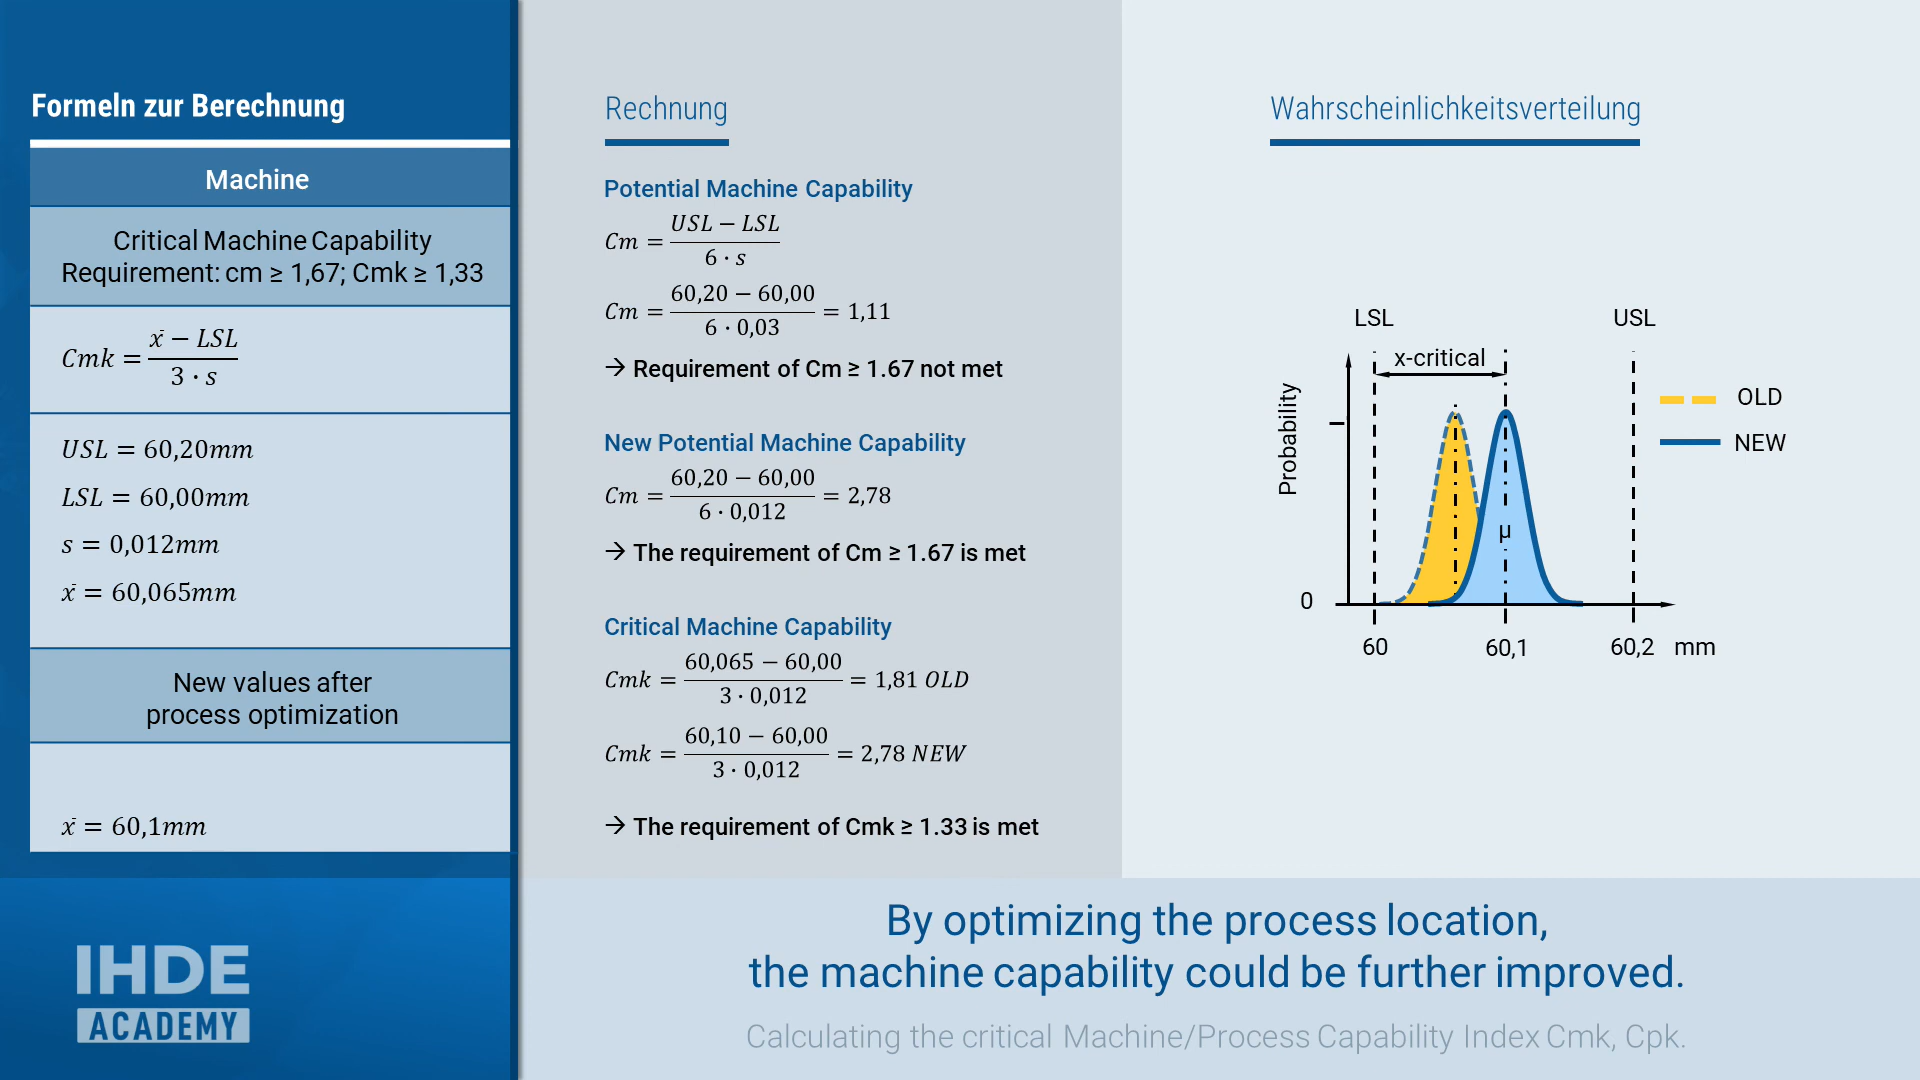 Formeln zur Berechnung
Machine
Critical Machine Capability
Requirement: cm ≥ 1,67; Cmk ≥ 1,33
Cmk = (x̄ − LSL) / (3 · s)
USL = 60,20mm
LSL = 60,00mm
s = 0,012mm
x̄ = 60,065mm
New values after
process optimization
x̄ = 60,1mm
IHDE
ACADEMY
Rechnung
Potential Machine Capability
Cm = (USL − LSL) / (6 · s)
Cm = (60,20 − 60,00) / (6 · 0,03) = 1,11
→ Requirement of Cm ≥ 1.67 not met
New Potential Machine Capability
Cm = (60,20 − 60,00) / (6 · 0,012) = 2,78
→ The requirement of Cm ≥ 1.67 is met
Critical Machine Capability
Cmk = (60,065 − 60,00) / (3 · 0,012) = 1,81 OLD
Cmk = (60,10 − 60,00) / (3 · 0,012) = 2,78 NEW
→ The requirement of Cmk ≥ 1.33 is met
Wahrscheinlichkeitsverteilung
LSL
USL
x-critical
Probability
OLD
NEW
μ
0
60
60,1
60,2
mm
By optimizing the process location,
the machine capability could be further improved.
Calculating the critical Machine/Process Capability Index Cmk, Cpk.